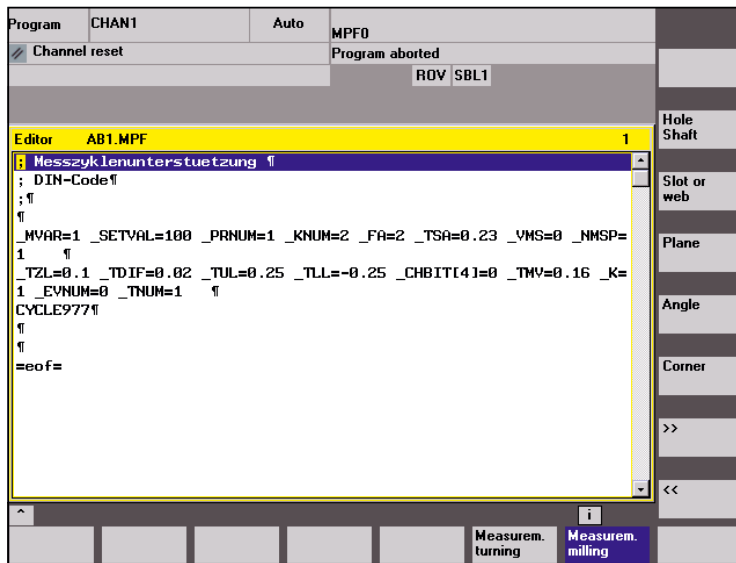 Program CHAN1 Auto MPF0
Channel reset Program aborted
ROV SBL1
Editor AB1.MPF 1
; Messzyklenunterstuetzung ¶
; DIN-Code¶
;¶
¶
_MVAR=1 _SETVAL=100 _PRNUM=1 _KNUM=2 _FA=2 _TSA=0.23 _VMS=0 _NMSP=
1 ¶
_TZL=0.1 _TDIF=0.02 _TUL=0.25 _TLL=-0.25 _CHBIT[4]=0 _TMV=0.16 _K=
1 _EVNUM=0 _TNUM=1 ¶
CYCLE977¶
¶
¶
=eof=
Hole
Shaft
Slot or
web
Plane
Angle
Corner
>>
<<
^ i
Measurem.
turning
Measurem.
milling